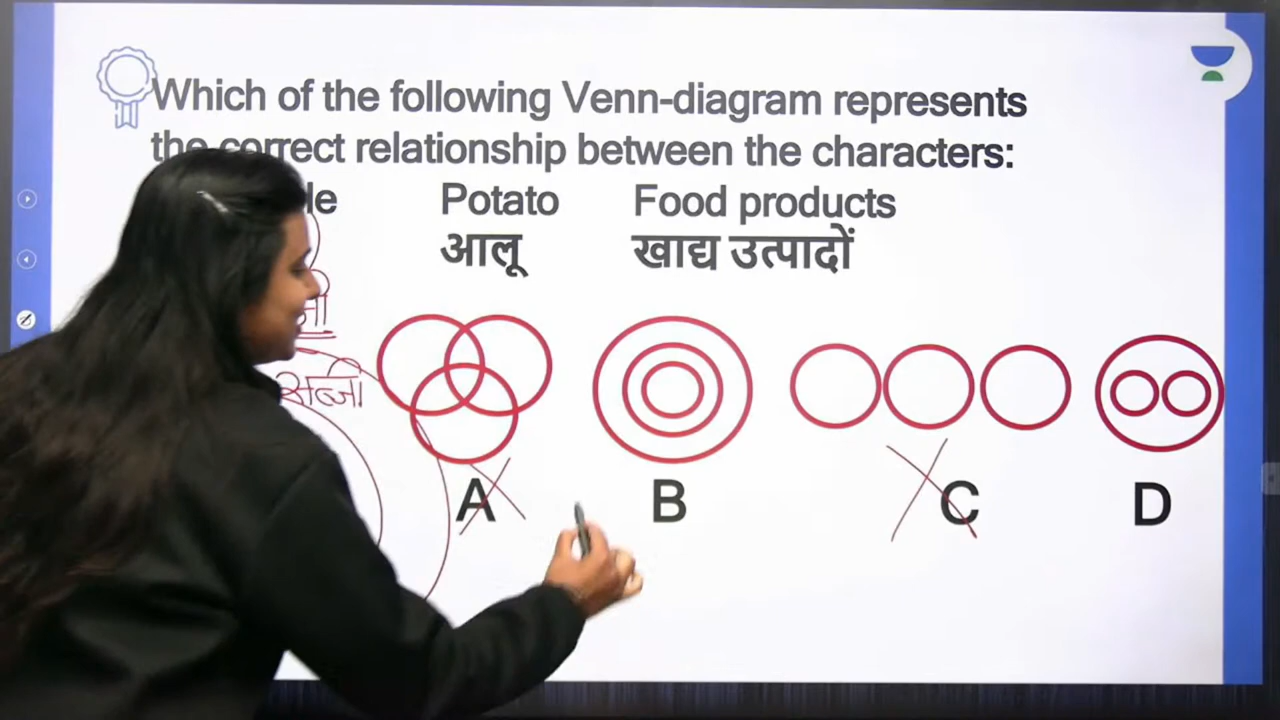 Which of the following Venn-diagram represents
the correct relationship between the characters:
Potato Food products
आलू खाद्य उत्पादों
सब्जी
A B C D